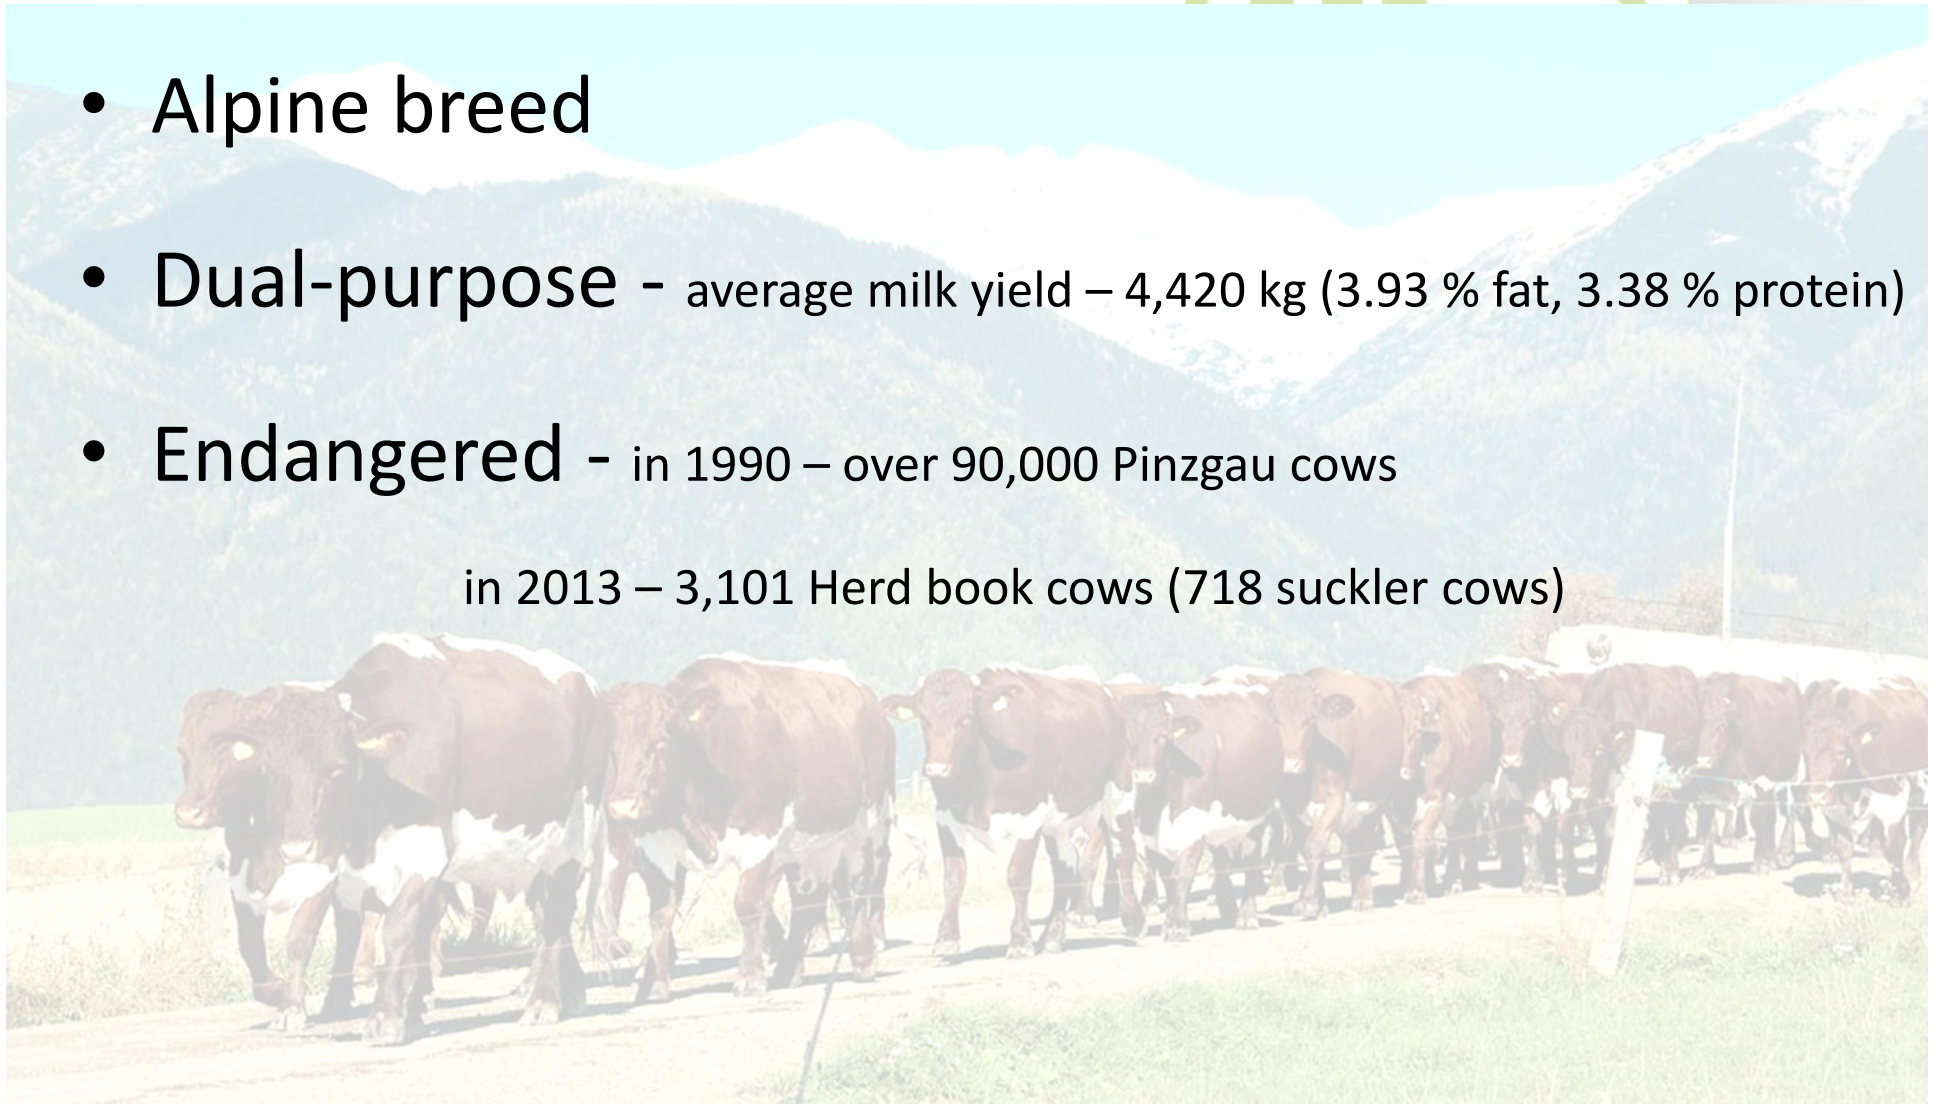 • Alpine breed
• Dual-purpose - average milk yield – 4,420 kg (3.93 % fat, 3.38 % protein)
• Endangered - in 1990 – over 90,000 Pinzgau cows
in 2013 – 3,101 Herd book cows (718 suckler cows)